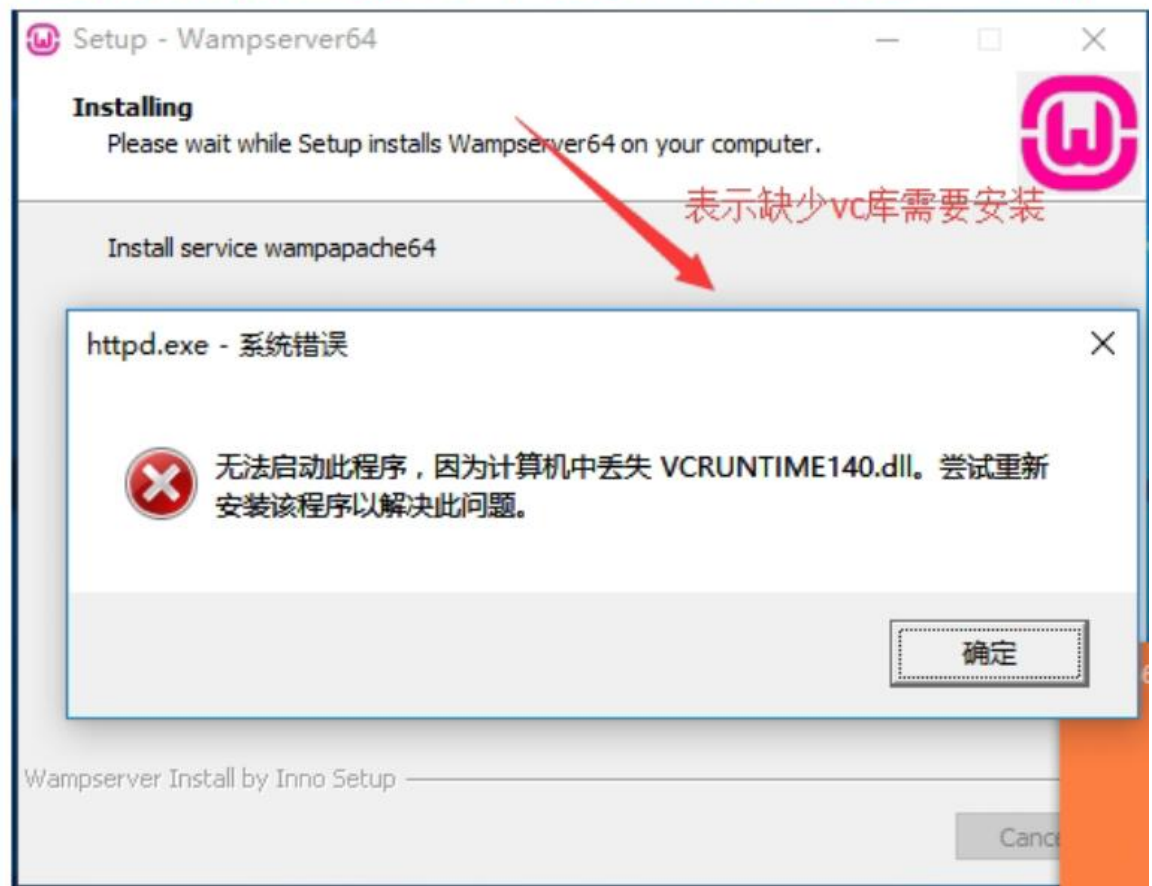 Setup - Wampserver64
Installing
Please wait while Setup installs Wampserver64 on your computer.
表示缺少vc库需要安装
Install service wampapache64
httpd.exe - 系统错误
无法启动此程序，因为计算机中丢失 VCRUNTIME140.dll。尝试重新
安装该程序以解决此问题。
确定
Wampserver Install by Inno Setup